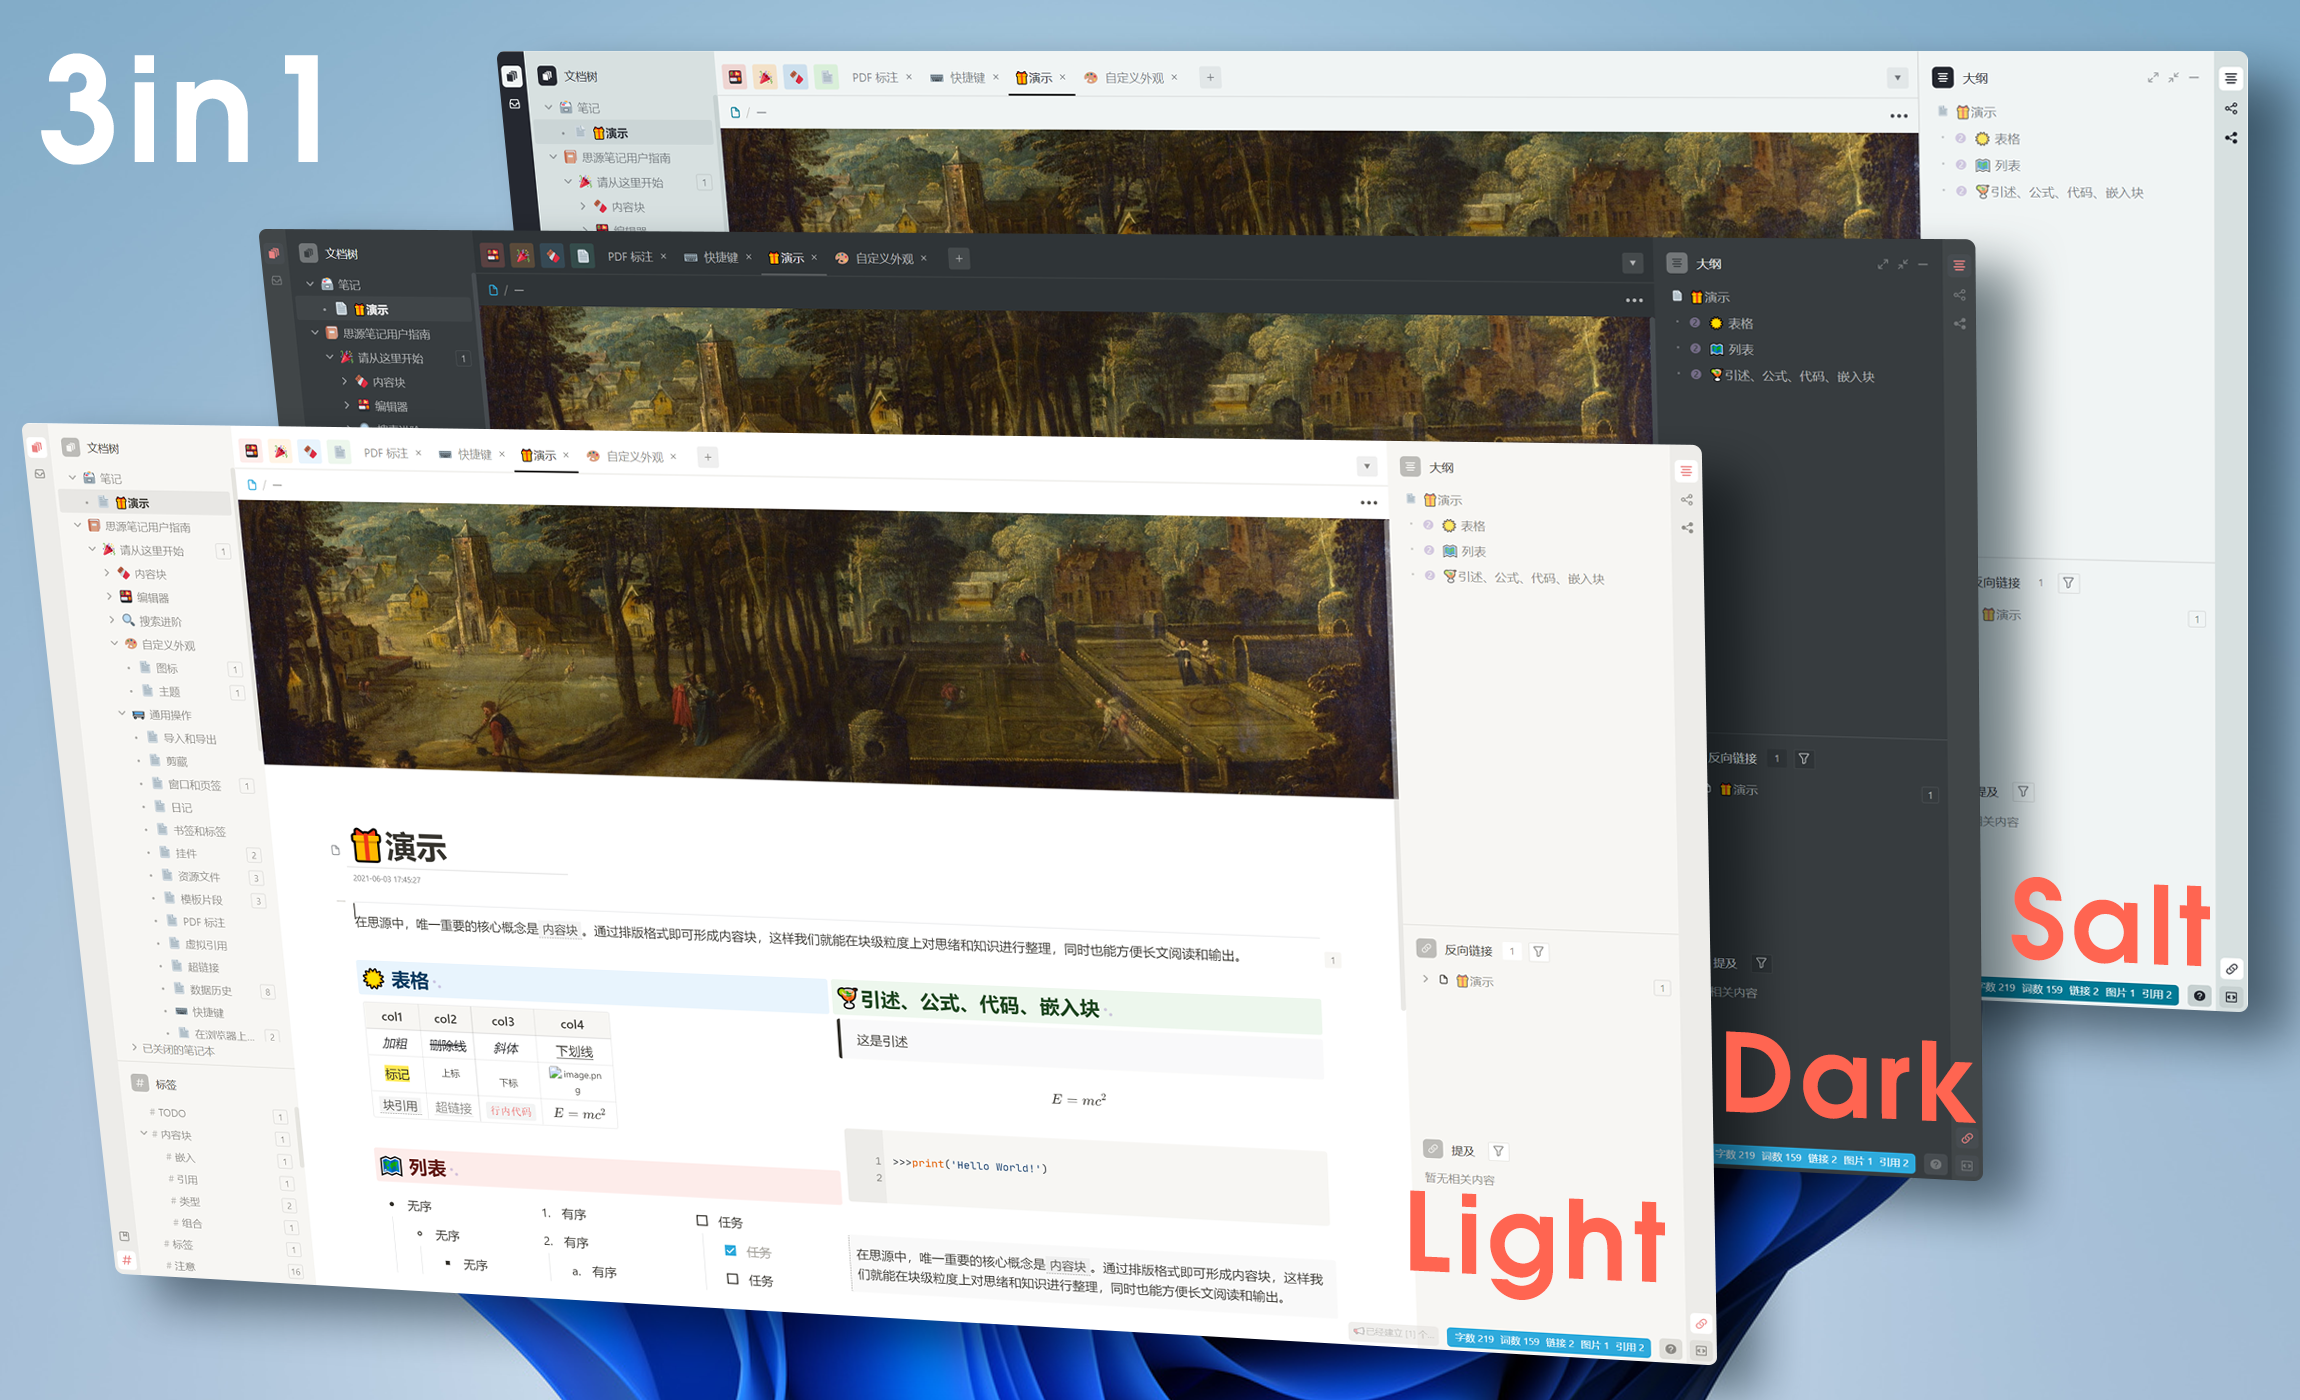 3in1
文档树
PDF 标注
快捷键
演示
自定义外观
大纲
笔记
演示
思源笔记用户指南
请从这里开始
1
内容块
演示
表格
列表
引述、公式、代码、嵌入块
反向链接 1
演示
1
提及
相关内容
Salt
字数 219 词数 159 链接 2 图片 1 引用 2
文档树
PDF 标注
快捷键
演示
自定义外观
大纲
笔记
演示
思源笔记用户指南
请从这里开始
1
内容块
编辑器
演示
表格
列表
引述、公式、代码、嵌入块
反向链接 1
演示
1
提及
相关内容
Dark
字数 219 词数 159 链接 2 图片 1 引用 2
文档树
PDF 标注
快捷键
演示
自定义外观
笔记
演示
思源笔记用户指南
请从这里开始 1
内容块
编辑器
搜索进阶
自定义外观
图标 1
主题 1
通用操作
导入和导出
剪藏
窗口和页签 1
日记
书签和标签
挂件 2
资源文件 3
模板片段 3
PDF 标注
虚拟引用
超链接
数据历史 8
快捷键
在浏览器上... 2
已关闭的笔记本
# 标签
# TODO 1
# 内容块 1
# 嵌入 1
# 引用 1
# 类型 2
# 组合 1
# 标签 1
# 注意 16
#
演示
2021-06-03 17:45:27
在思源中，唯一重要的核心概念是 内容块 。通过排版格式即可形成内容块，这样我们就能在块级粒度上对思绪和知识进行整理，同时也能方便长文阅读和输出。
1
表格
col1 col2 col3 col4
加粗 删除线 斜体 下划线
标记 上标 下标 image.png
块引用 超链接 行内代码 E = mc²
列表
• 无序
◦ 无序
▪ 无序
1. 有序
2. 有序
a. 有序
任务
任务
任务
引述、公式、代码、嵌入块
这是引述
E = mc²
1 >>>print('Hello World!')
2
在思源中，唯一重要的核心概念是 内容块 。通过排版格式即可形成内容块，这样我
们就能在块级粒度上对思绪和知识进行整理，同时也能方便长文阅读和输出。
大纲
演示
表格
列表
引述、公式、代码、嵌入块
反向链接 1
演示 1
提及
暂无相关内容
Light
已经建立 [1] 个...
字数 219 词数 159 链接 2 图片 1 引用 2